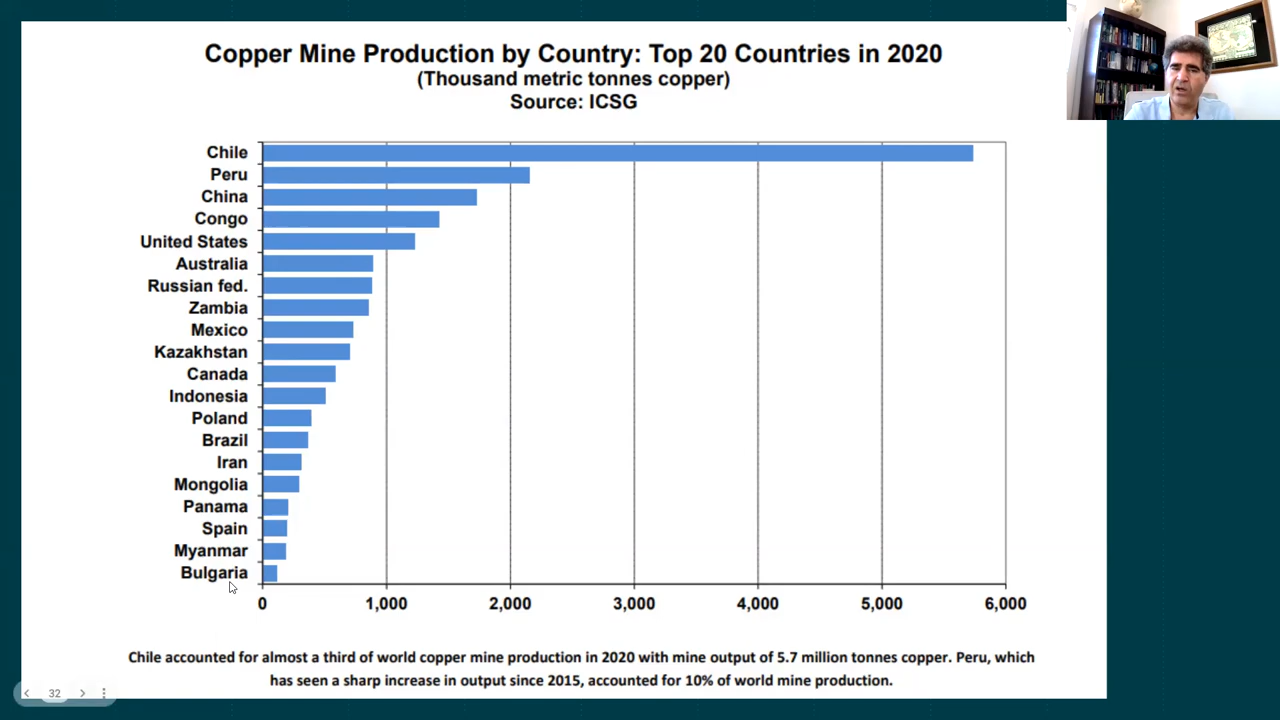 Copper Mine Production by Country: Top 20 Countries in 2020
(Thousand metric tonnes copper)
Source: ICSG
Chile
Peru
China
Congo
United States
Australia
Russian fed.
Zambia
Mexico
Kazakhstan
Canada
Indonesia
Poland
Brazil
Iran
Mongolia
Panama
Spain
Myanmar
Bulgaria
0 1,000 2,000 3,000 4,000 5,000 6,000
Chile accounted for almost a third of world copper mine production in 2020 with mine output of 5.7 million tonnes copper. Peru, which
has seen a sharp increase in output since 2015, accounted for 10% of world mine production.
32